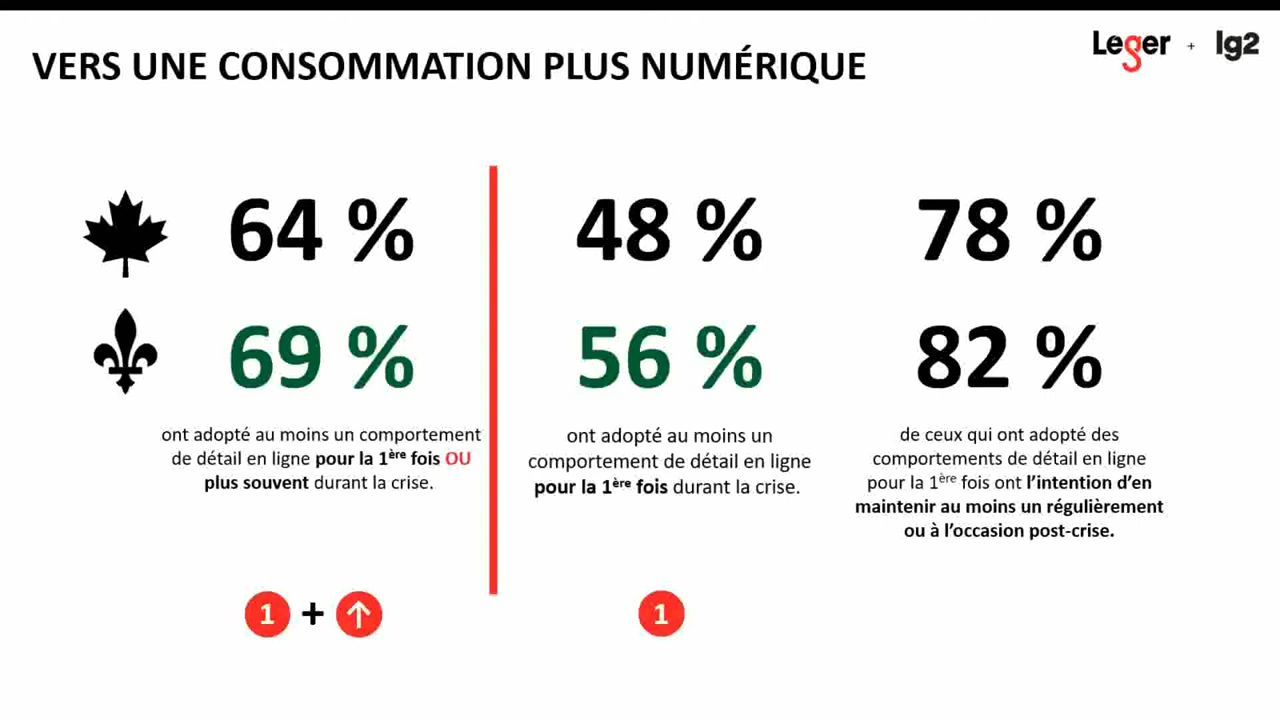 VERS UNE CONSOMMATION PLUS NUMÉRIQUE
Leger + lg2
64 %
48 %
78 %
69 %
56 %
82 %
ont adopté au moins un comportement
de détail en ligne pour la 1ère fois OU
plus souvent durant la crise.
ont adopté au moins un
comportement de détail en ligne
pour la 1ère fois durant la crise.
de ceux qui ont adopté des
comportements de détail en ligne
pour la 1ère fois ont l’intention d’en
maintenir au moins un régulièrement
ou à l’occasion post-crise.
1 + ↑
1